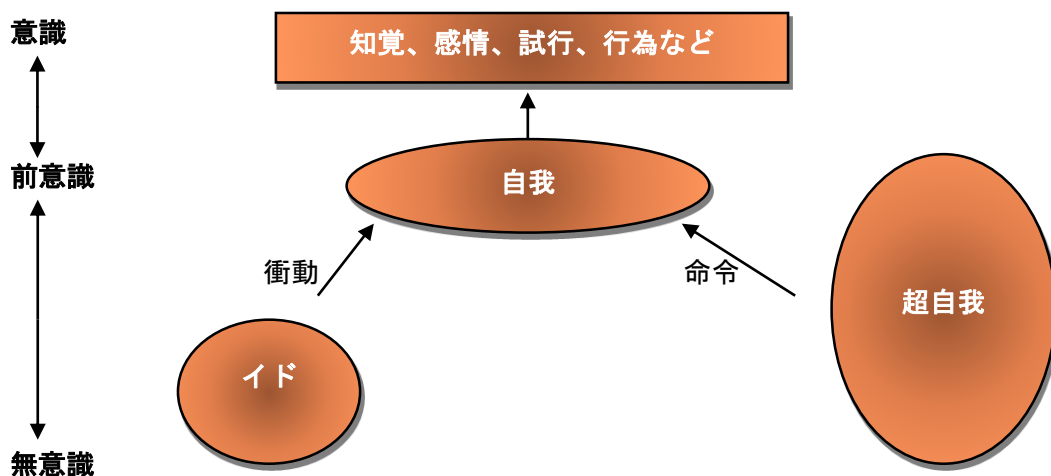 意識
知覚、感情、試行、行為など
前意識
自我
衝動
命令
超自我
イド
無意識